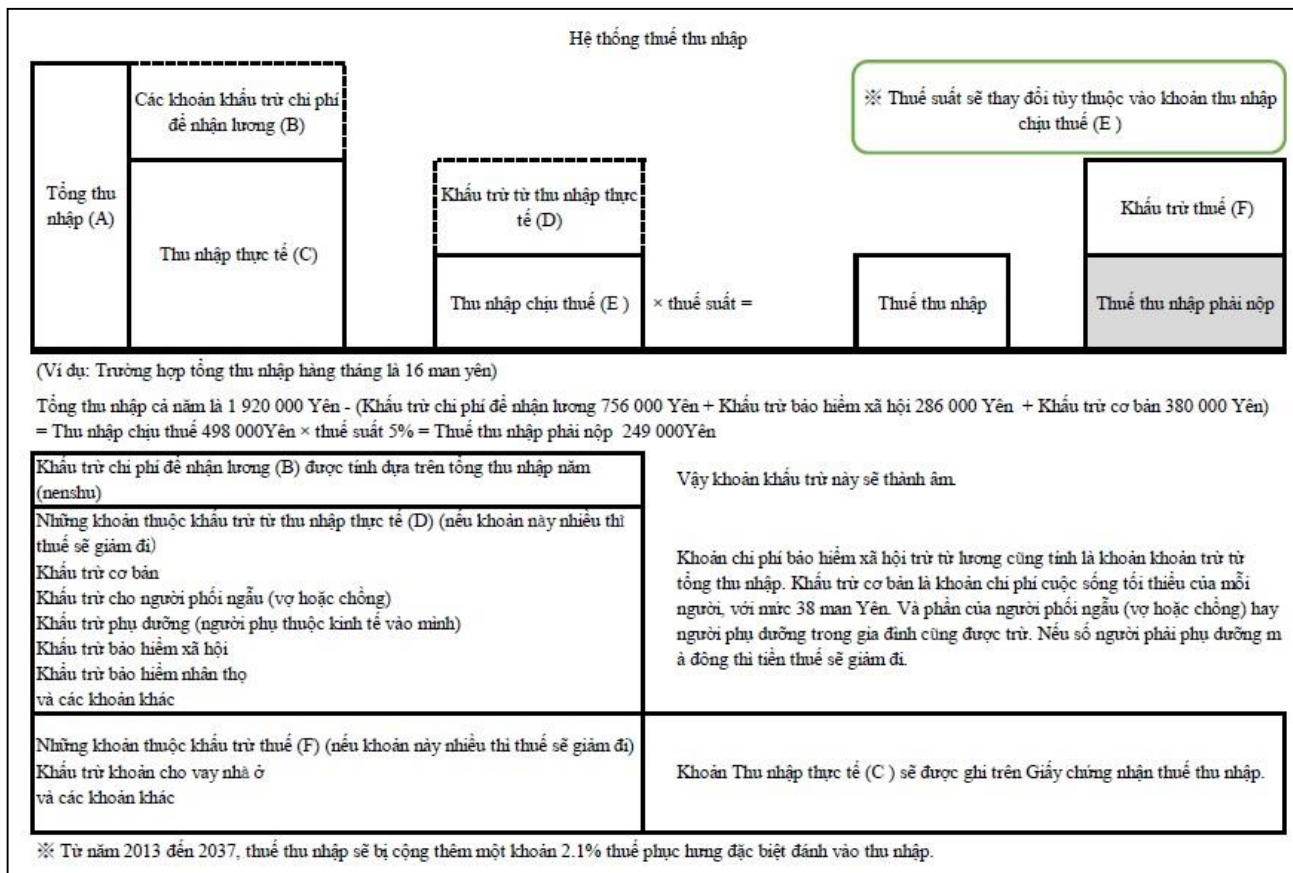 Hệ thống thuế thu nhập
Các khoản khấu trừ chi phí
để nhận lương (B)
※ Thuế suất sẽ thay đổi tùy thuộc vào khoản thu nhập
chịu thuế (E )
Tổng thu
nhập (A)
Thu nhập thực tế (C)
Khấu trừ từ thu nhập thực
tế (D)
Khấu trừ thuế (F)
Thu nhập chịu thuế (E )
× thuế suất =
Thuế thu nhập
Thuế thu nhập phải nộp
(Ví dụ: Trường hợp tổng thu nhập hàng tháng là 16 man yên)
Tổng thu nhập cả năm là 1 920 000 Yên - (Khấu trừ chi phí để nhận lương 756 000 Yên + Khấu trừ bảo hiểm xã hội 286 000 Yên + Khấu trừ cơ bản 380 000 Yên)
= Thu nhập chịu thuế 498 000Yên × thuế suất 5% = Thuế thu nhập phải nộp 249 000Yên
Khấu trừ chi phí để nhận lương (B) được tính dựa trên tổng thu nhập năm
(nenshu)
Vậy khoản khấu trừ này sẽ thành âm.
Những khoản thuộc khấu trừ từ thu nhập thực tế (D) (nếu khoản này nhiều thì
thuế sẽ giảm đi)
Khấu trừ cơ bản
Khấu trừ cho người phối ngẫu (vợ hoặc chồng)
Khấu trừ phụ dưỡng (người phụ thuộc kinh tế vào mình)
Khấu trừ bảo hiểm xã hội
Khấu trừ bảo hiểm nhân thọ
và các khoản khác
Khoản chi phí bảo hiểm xã hội trừ từ lương cũng tính là khoản khoản trừ từ
tổng thu nhập. Khấu trừ cơ bản là khoản chi phí cuộc sống tối thiểu của mỗi
người, với mức 38 man Yên. Và phần của người phối ngẫu (vợ hoặc chồng) hay
người phụ dưỡng trong gia đình cũng được trừ. Nếu số người phải phụ dưỡng m
à đông thì tiền thuế sẽ giảm đi.
Những khoản thuộc khấu trừ thuế (F) (nếu khoản này nhiều thì thuế sẽ giảm đi)
Khấu trừ khoản cho vay nhà ở
và các khoản khác
Khoản Thu nhập thực tế (C ) sẽ được ghi trên Giấy chứng nhận thuế thu nhập.
※ Từ năm 2013 đến 2037, thuế thu nhập sẽ bị cộng thêm một khoản 2.1% thuế phục hưng đặc biệt đánh vào thu nhập.